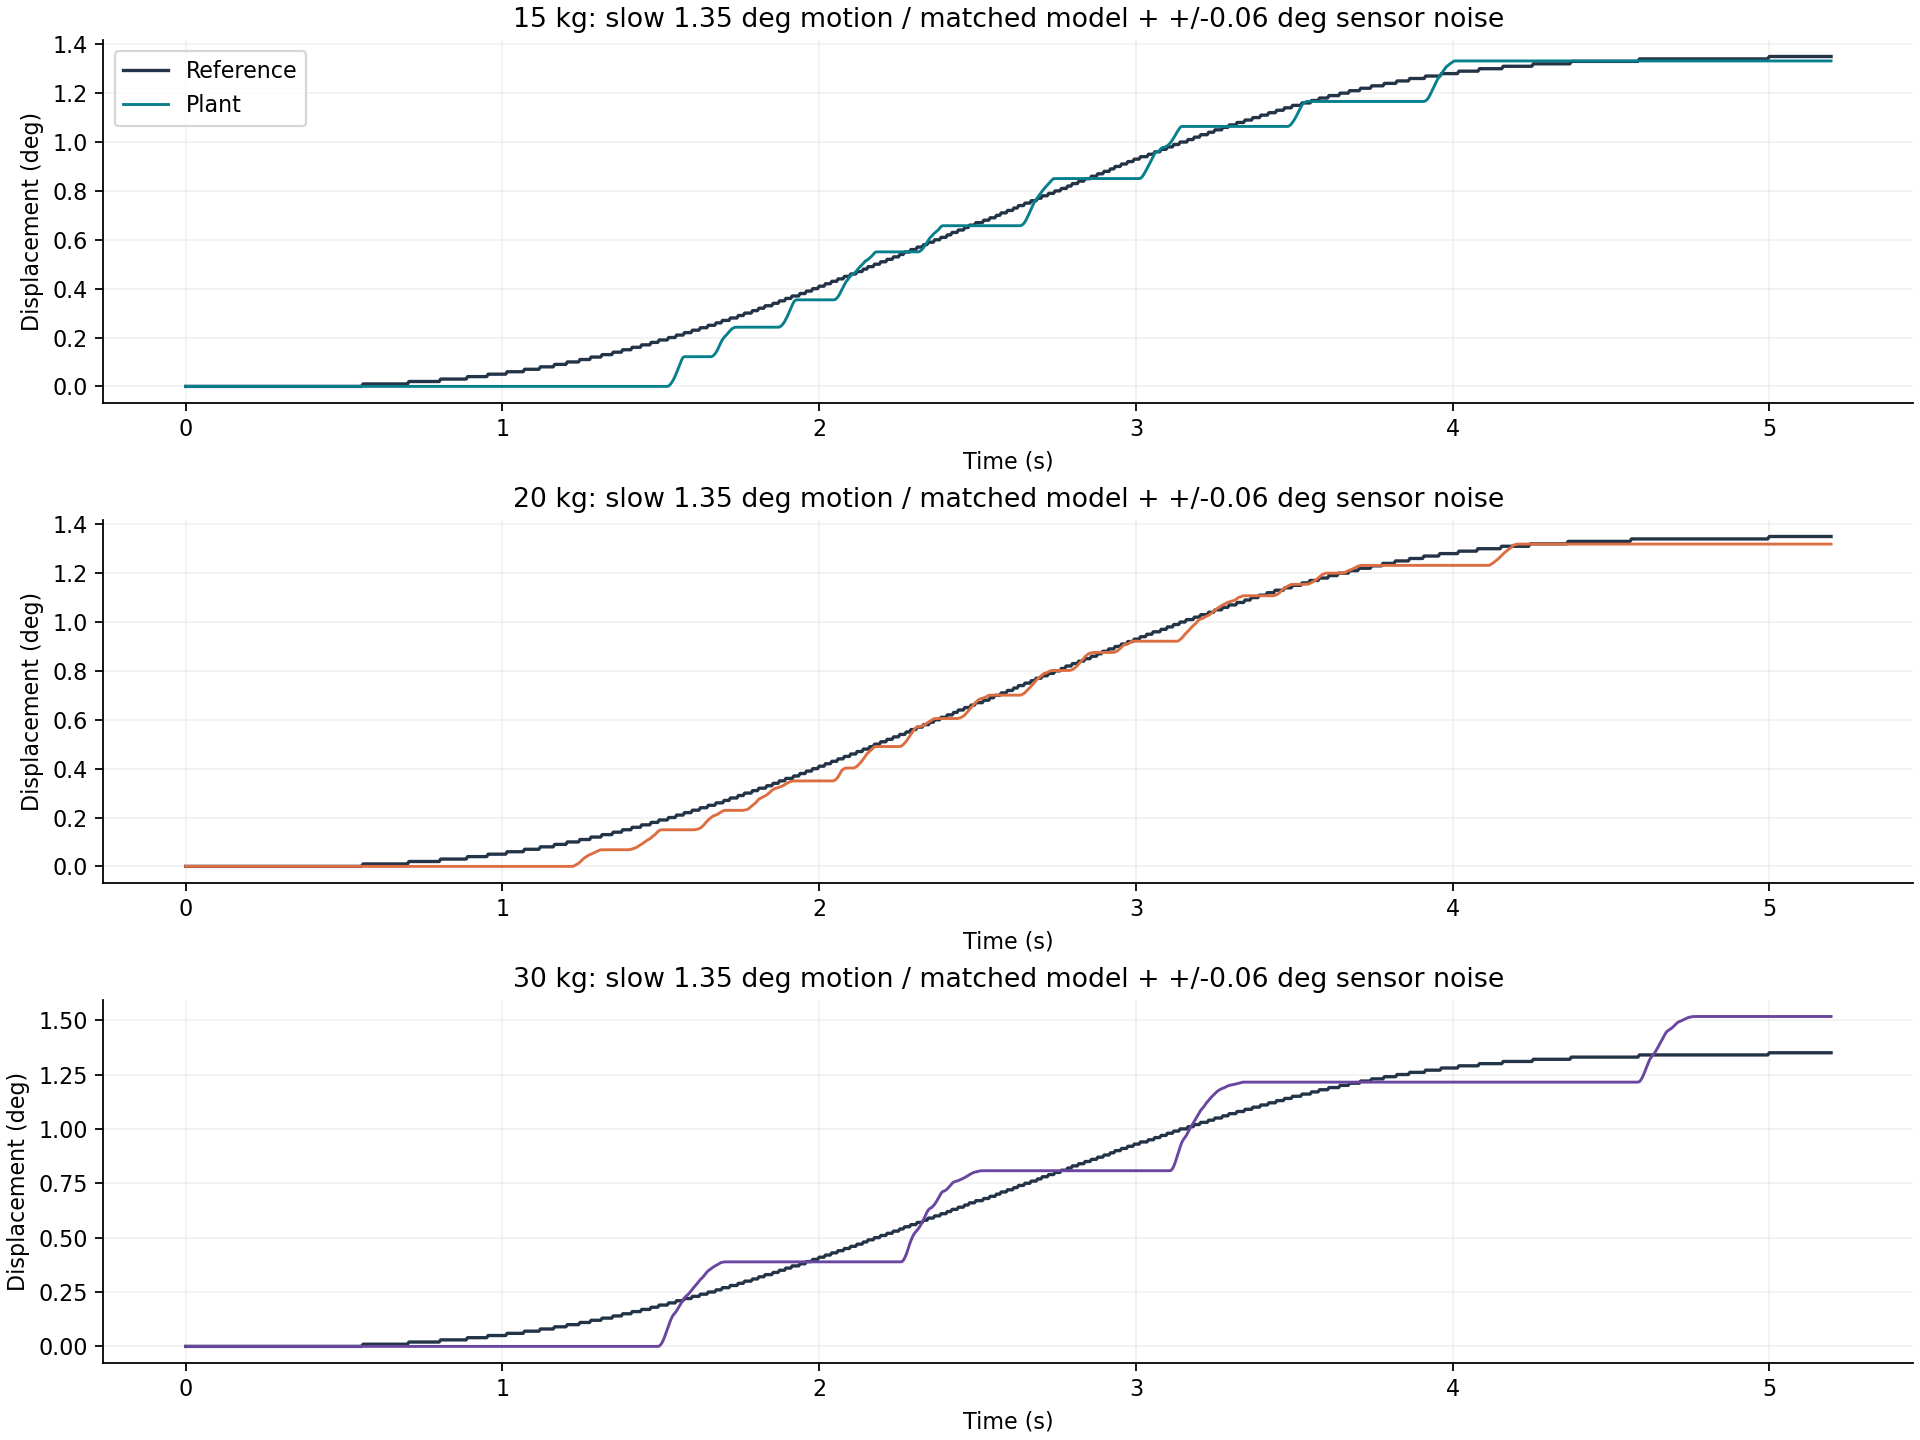 15 kg: slow 1.35 deg motion / matched model + +/-0.06 deg sensor noise
Reference
Plant
Displacement (deg)
1.4
1.2
1.0
0.8
0.6
0.4
0.2
0.0
0 1 2 3 4 5
Time (s)
20 kg: slow 1.35 deg motion / matched model + +/-0.06 deg sensor noise
Displacement (deg)
1.4
1.2
1.0
0.8
0.6
0.4
0.2
0.0
0 1 2 3 4 5
Time (s)
30 kg: slow 1.35 deg motion / matched model + +/-0.06 deg sensor noise
Displacement (deg)
1.50
1.25
1.00
0.75
0.50
0.25
0.00
0 1 2 3 4 5
Time (s)